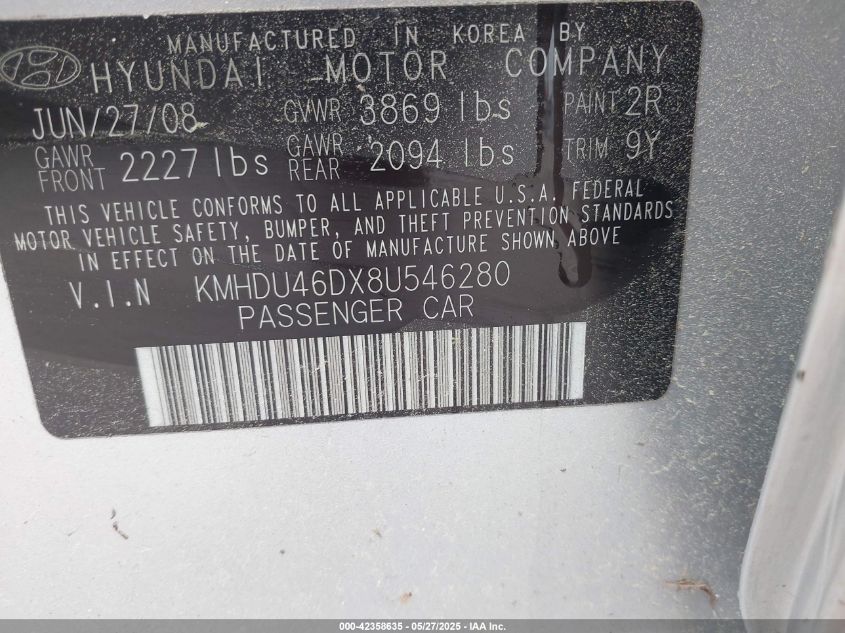 MANUFACTURED IN KOREA BY
HYUNDAI MOTOR COMPANY
JUN/27/08 GVWR 3869 lbs PAINT 2R
GAWR FRONT 2227 lbs GAWR REAR 2094 lbs TRIM 9Y
THIS VEHICLE CONFORMS TO ALL APPLICABLE U.S.A. FEDERAL
MOTOR VEHICLE SAFETY, BUMPER, AND THEFT PREVENTION STANDARDS
IN EFFECT ON THE DATE OF MANUFACTURE SHOWN ABOVE
V.I.N KMHDU46DX8U546280
PASSENGER CAR
000-42358635 - 05/27/2025 - IAA Inc.